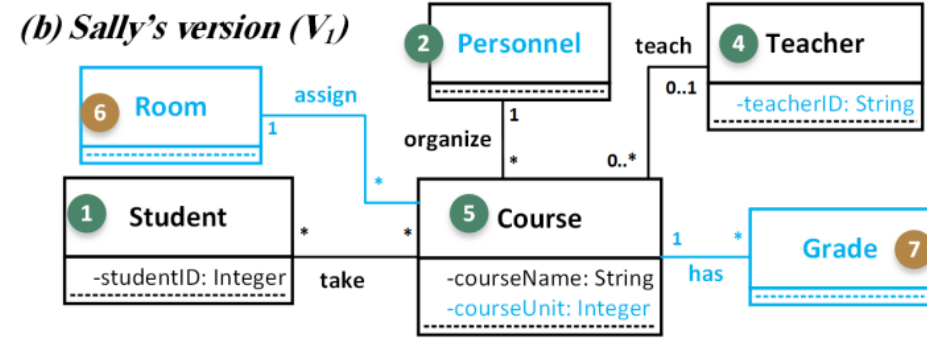 (b) Sally's version (V₁)
2 Personnel
teach
4 Teacher
6 Room
assign
1
0..1
-teacherID: String
1
organize
*
0..*
*
1 Student
*
*
5 Course
1
*
Grade 7
-studentID: Integer
take
-courseName: String
has
-courseUnit: Integer